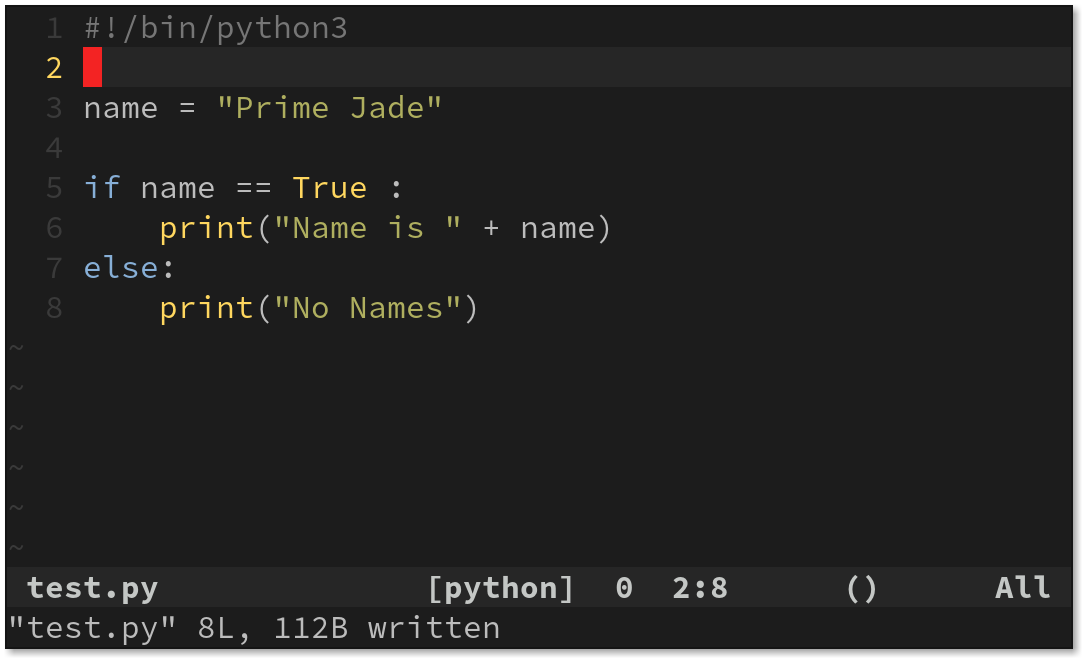 1 #!/bin/python3
2
3 name = "Prime Jade"
4
5 if name == True :
6     print("Name is " + name)
7 else:
8     print("No Names")
~
~
~
~
~
~
test.py [python] 0 2:8 () All
"test.py" 8L, 112B written